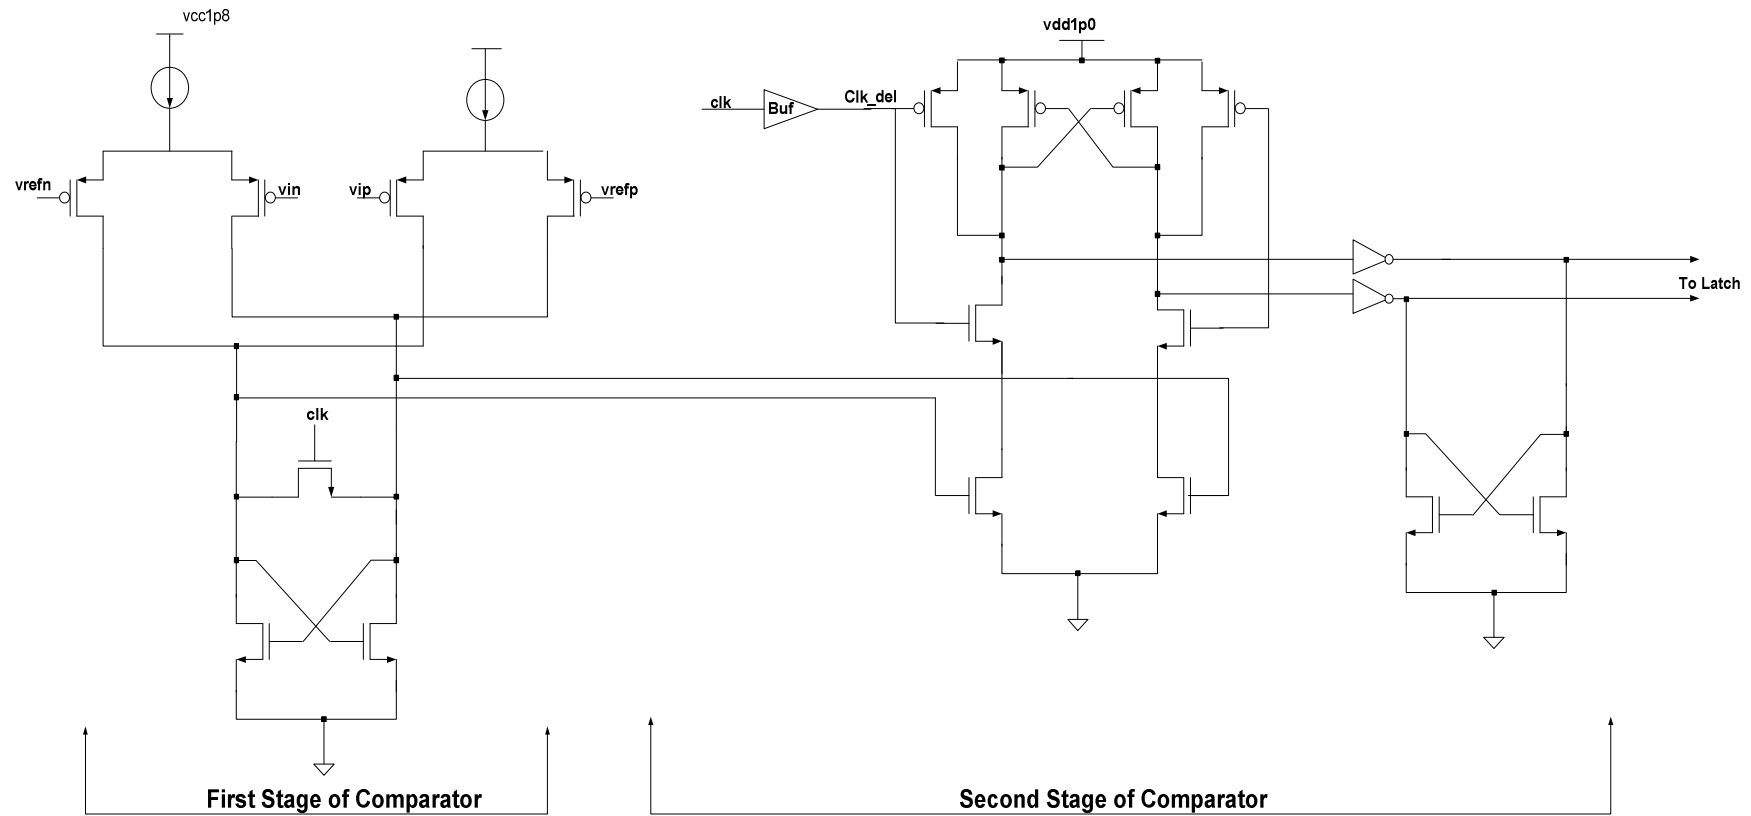 vcc1p8
vdd1p0
clk
Buf
Clk_del
vrefn
vin
vip
vrefp
To Latch
clk
First Stage of Comparator
Second Stage of Comparator